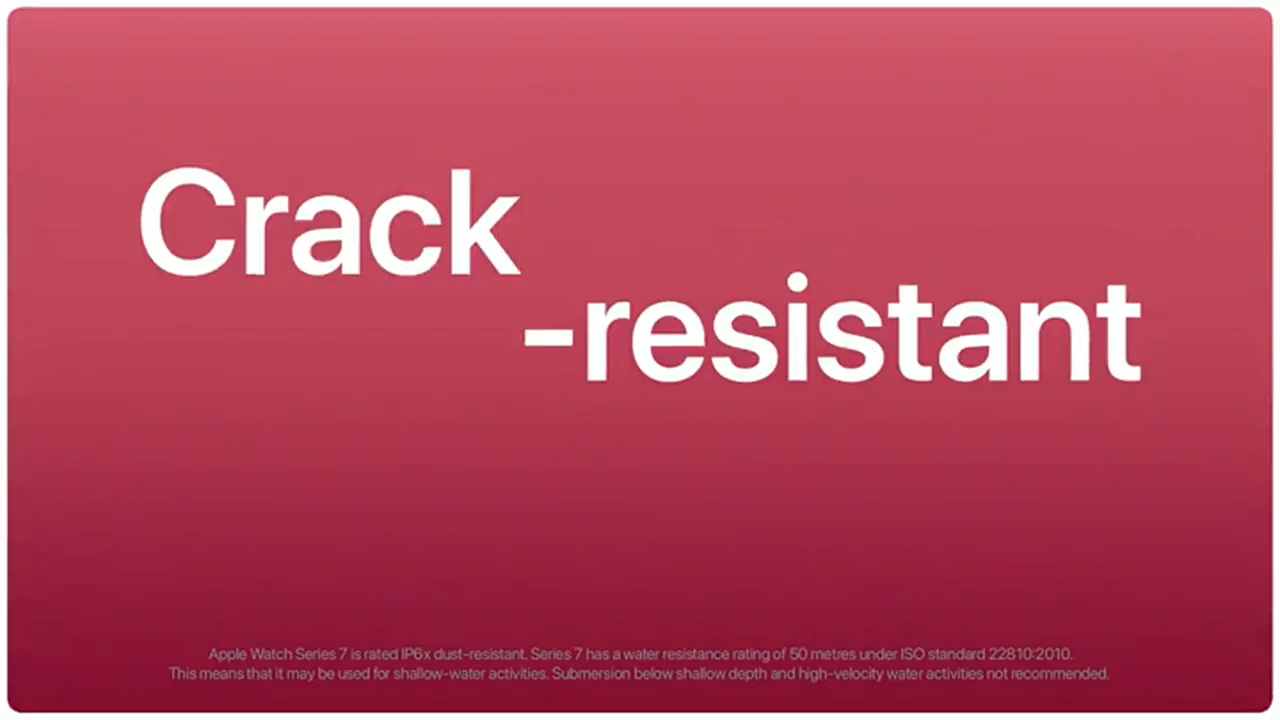 Crack
-resistant
Apple Watch Series 7 is rated IP6x dust-resistant. Series 7 has a water resistance rating of 50 metres under ISO standard 22810:2010.
This means that it may be used for shallow-water activities. Submersion below shallow depth and high-velocity water activities not recommended.